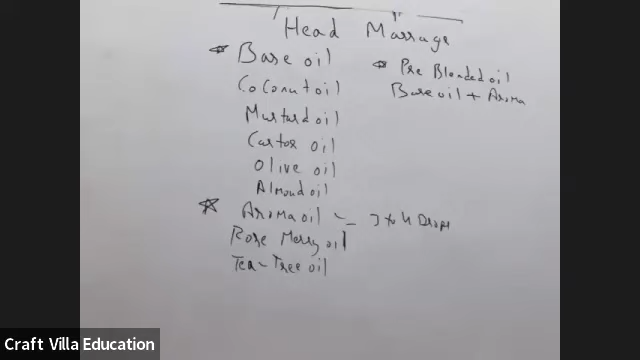 Head Massage
Base oil
Coconut oil
Mustard oil
Castor oil
Olive oil
Almond oil
Aroma oil - 3 to 4 Drops
Rose Merry oil
Tea-Tree oil
Pre Blended oil
Base oil + Aroma
Craft Villa Education